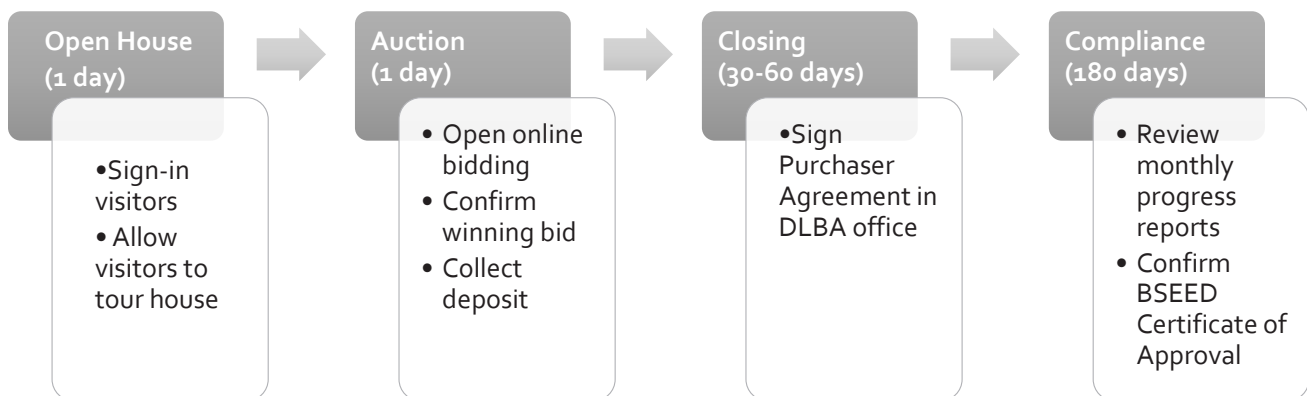 Open House
(1 day)
•Sign-in
visitors
• Allow
visitors to
tour house
Auction
(1 day)
• Open online
bidding
• Confirm
winning bid
• Collect
deposit
Closing
(30-60 days)
•Sign
Purchaser
Agreement in
DLBA office
Compliance
(180 days)
• Review
monthly
progress
reports
• Confirm
BSEED
Certificate of
Approval